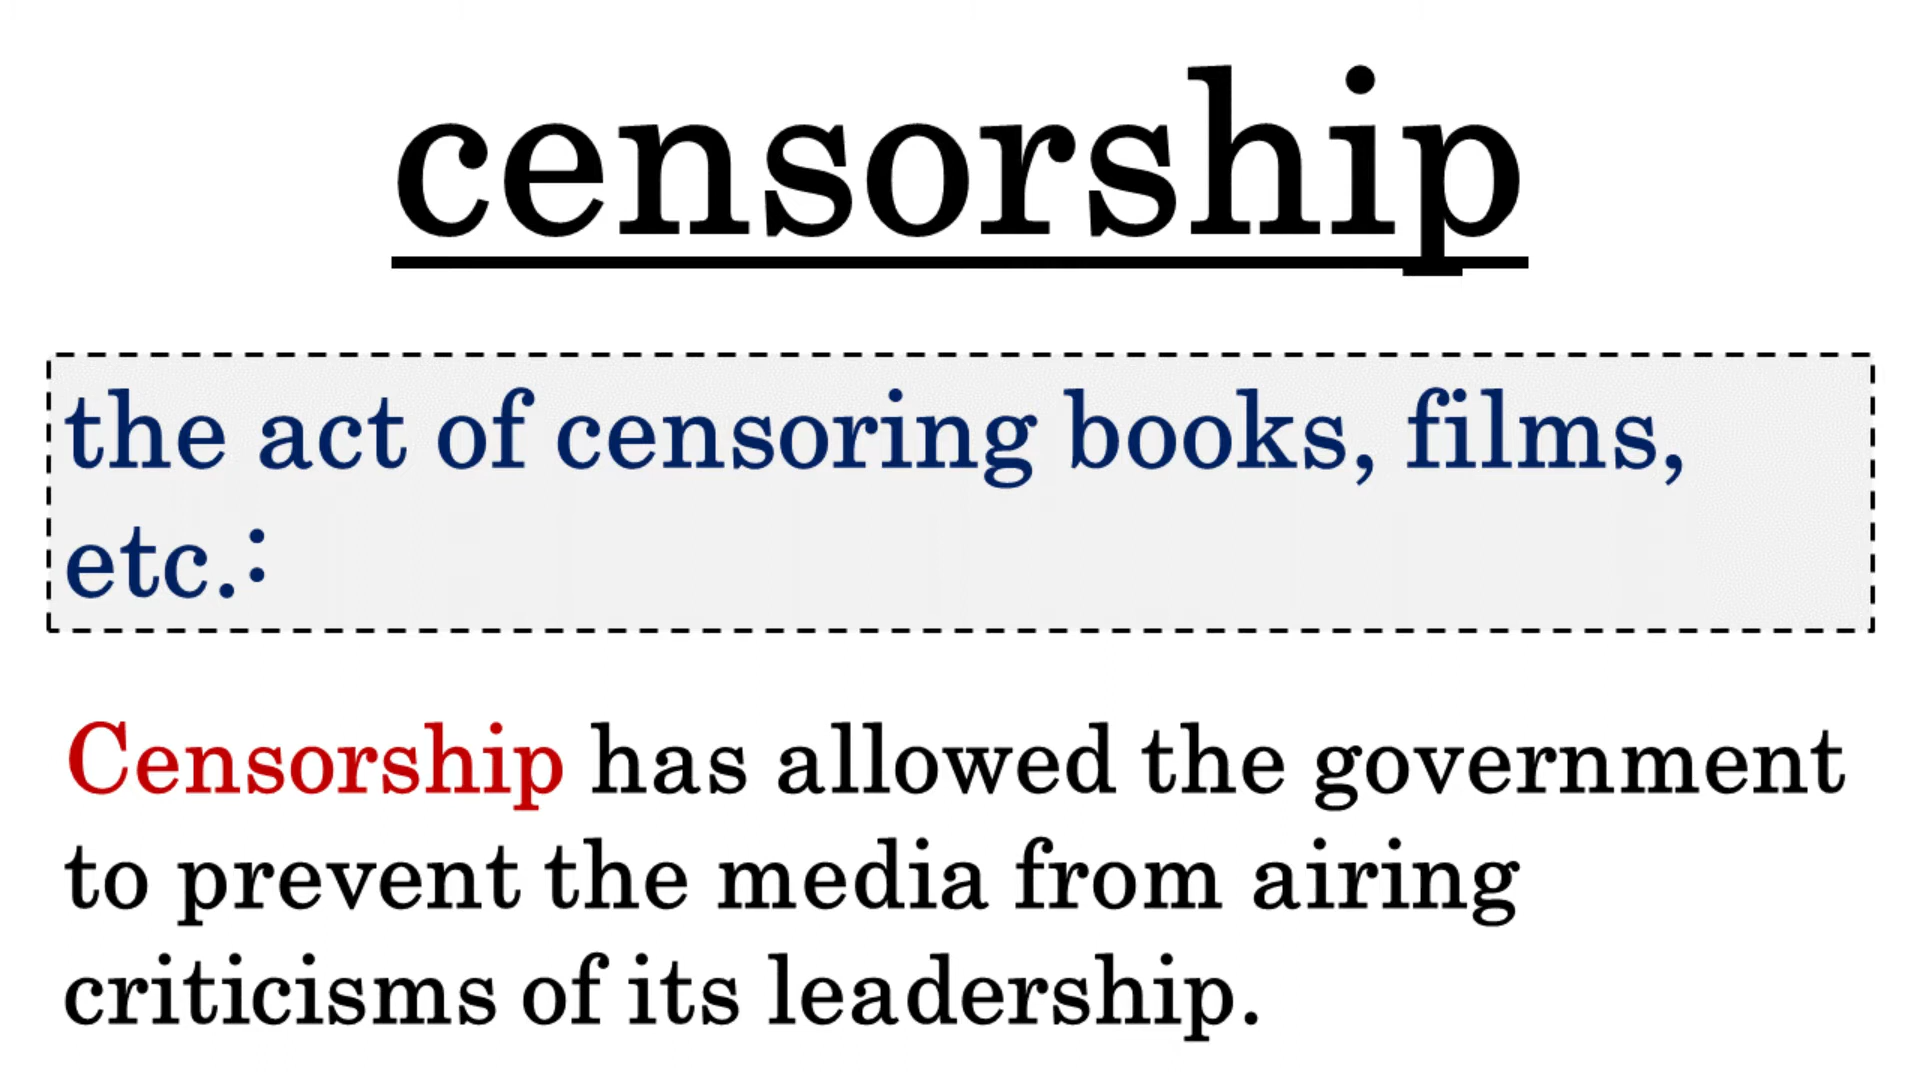 censorship
the act of censoring books, films,
etc.:
Censorship has allowed the government
to prevent the media from airing
criticisms of its leadership.